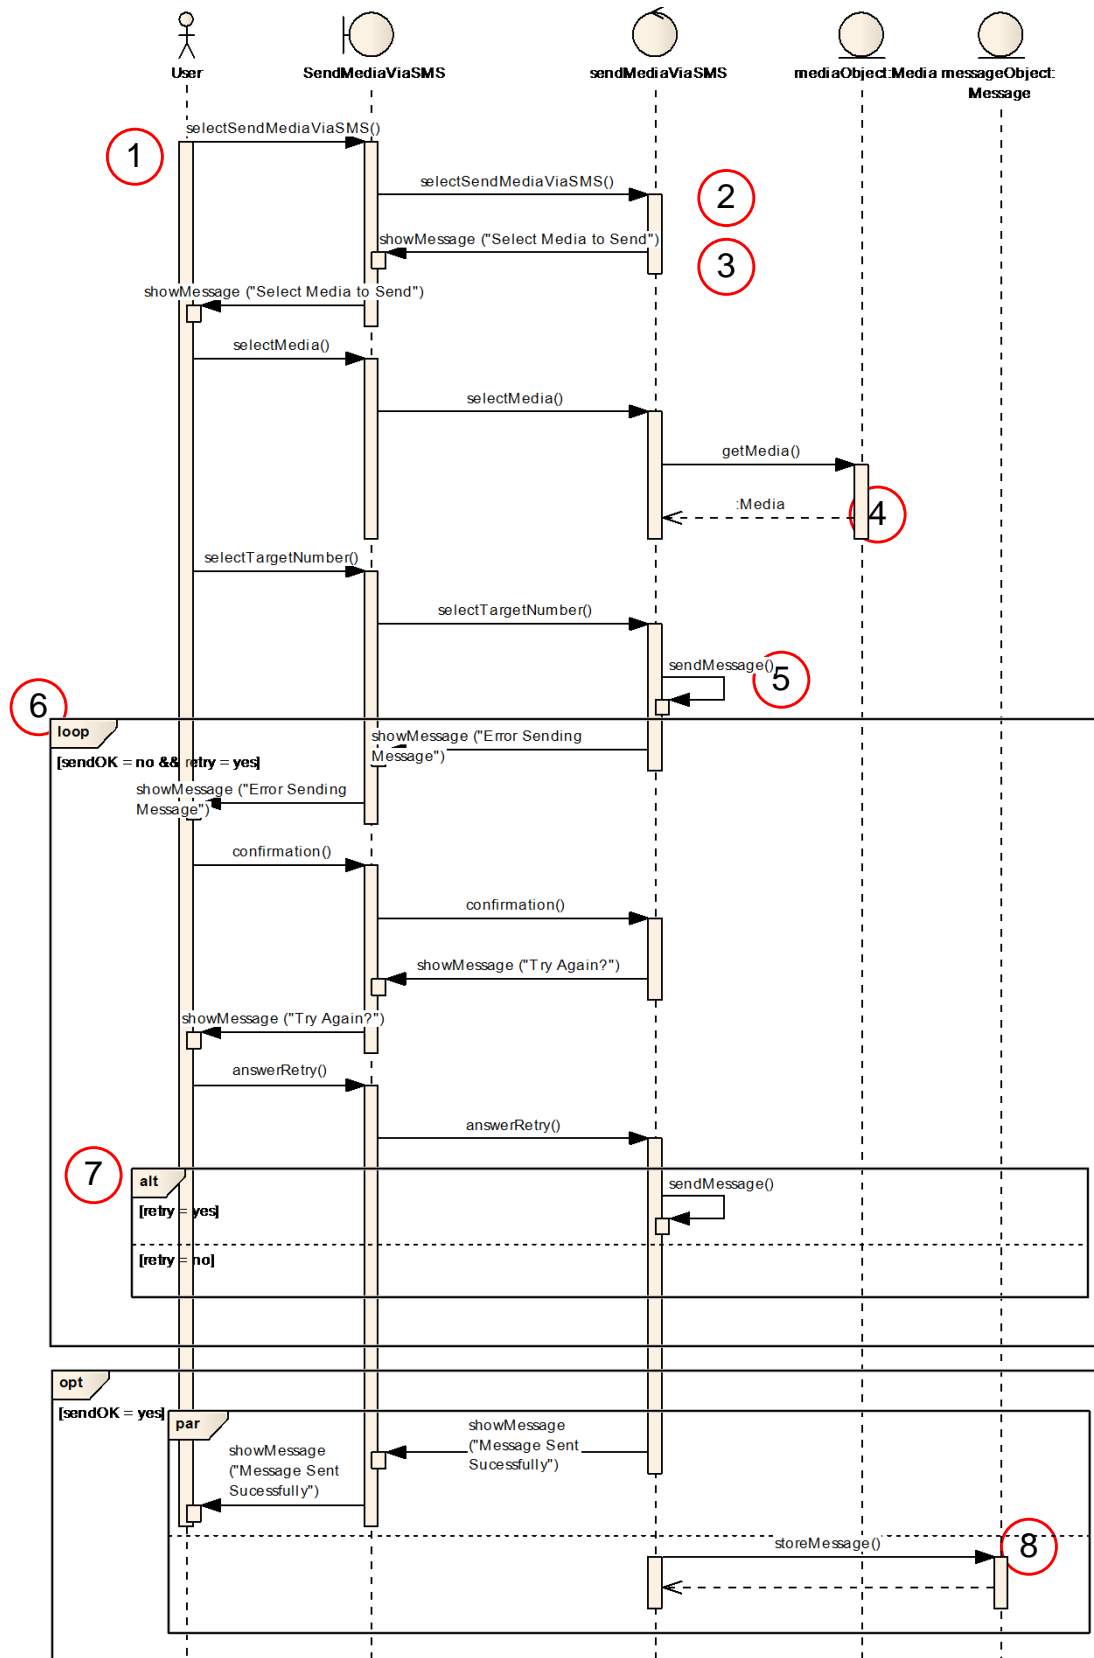 User
SendMediaViaSMS
sendMediaViaSMS
mediaObject:Media
messageObject:
Message
selectSendMediaViaSMS()
1
selectSendMediaViaSMS()
2
showMessage ("Select Media to Send")
3
showMessage ("Select Media to Send")
selectMedia()
selectMedia()
getMedia()
:Media
4
selectTargetNumber()
selectTargetNumber()
sendMessage()
5
6
loop
[sendOK = no && retry = yes]
showMessage ("Error Sending
Message")
showMessage ("Error Sending
Message")
confirmation()
confirmation()
showMessage ("Try Again?")
showMessage ("Try Again?")
answerRetry()
answerRetry()
7
alt
[retry = yes]
sendMessage()
[retry = no]
opt
[sendOK = yes]
par
showMessage
("Message Sent
Sucessfully")
showMessage
("Message Sent
Sucessfully")
storeMessage()
8